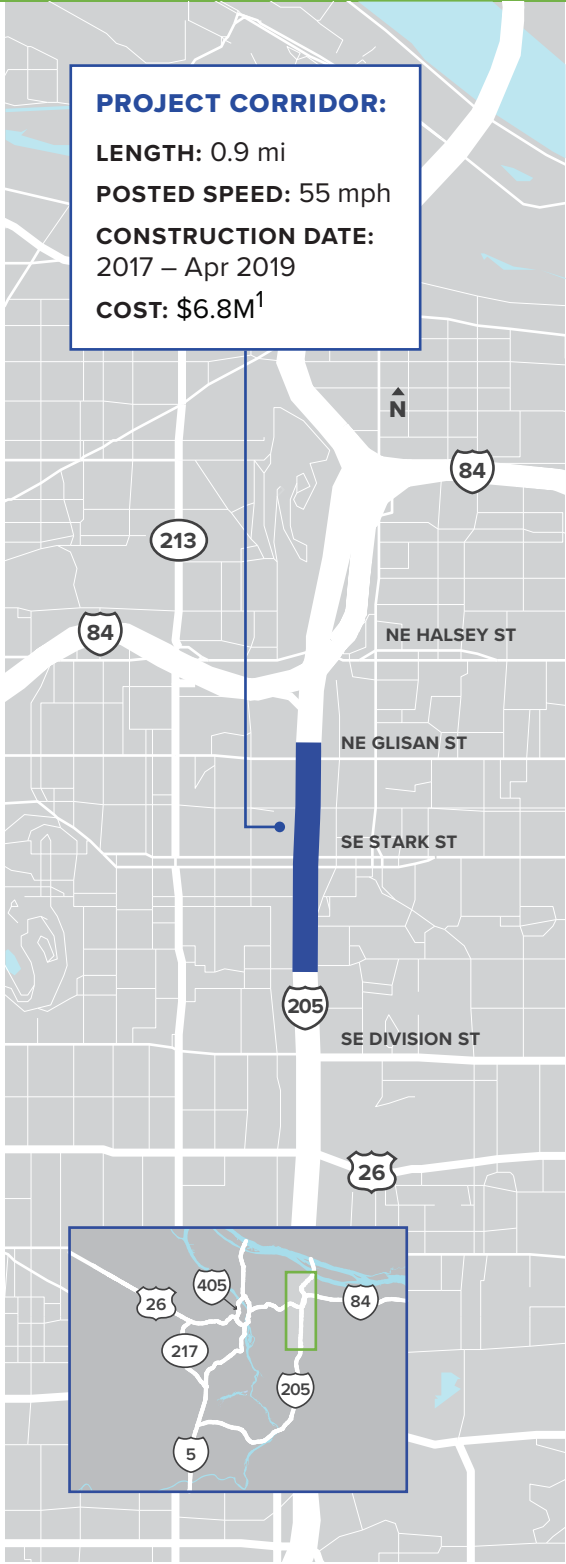 PROJECT CORRIDOR:
LENGTH: 0.9 mi
POSTED SPEED: 55 mph
CONSTRUCTION DATE:
2017 – Apr 2019
COST: $6.8M¹
N
84
213
84
NE HALSEY ST
NE GLISAN ST
SE STARK ST
205
SE DIVISION ST
26
405
26
84
217
205
5